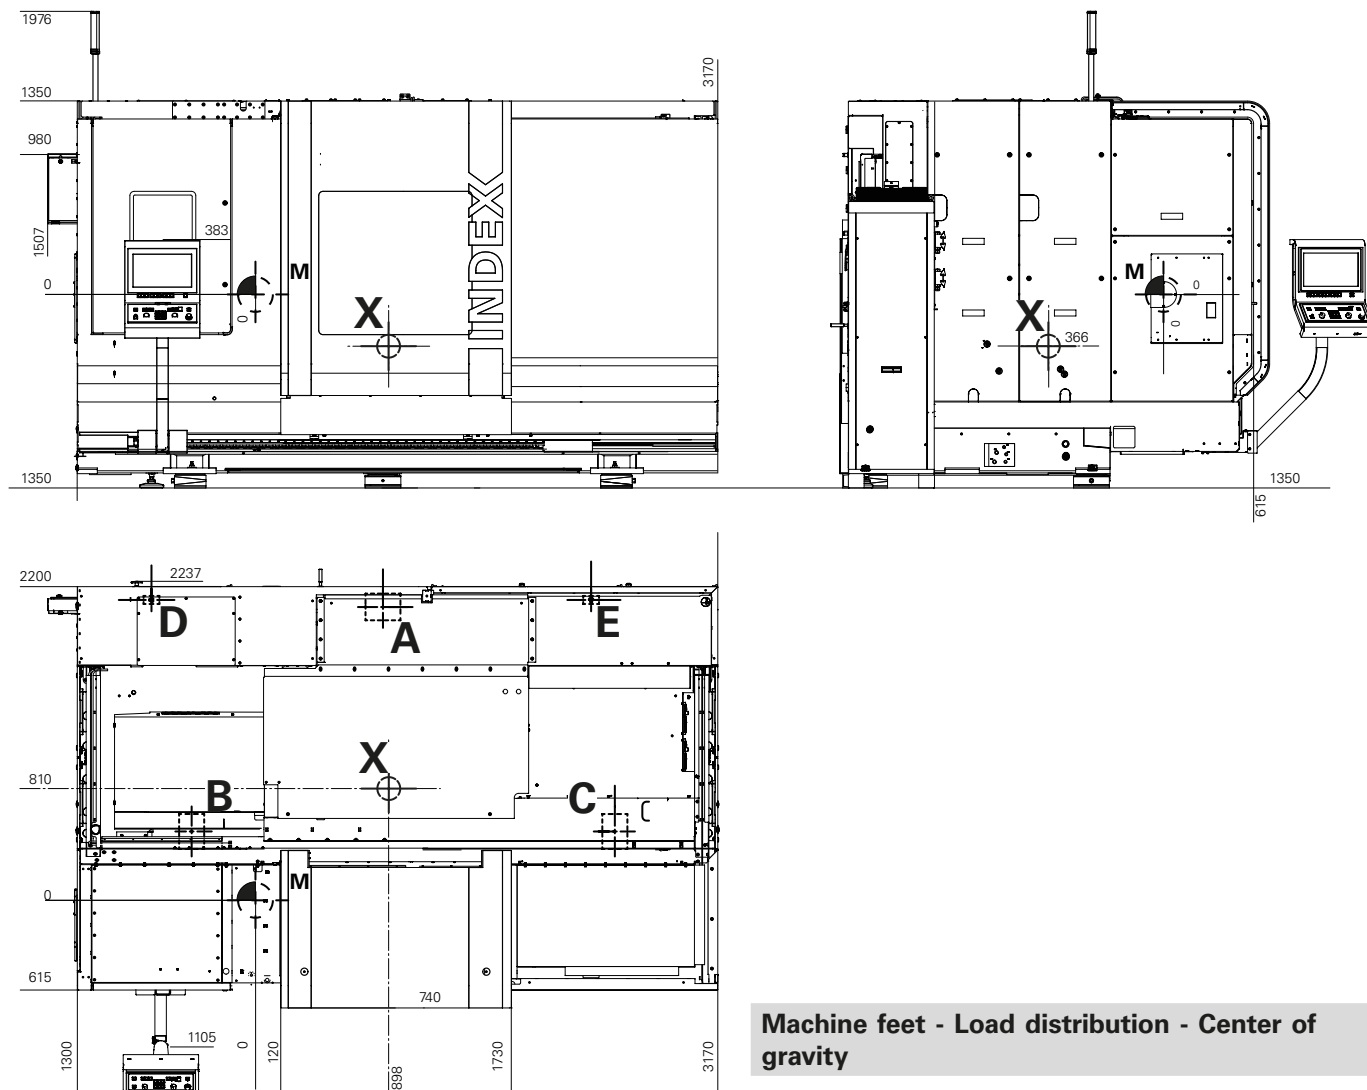 1976
1350
980
1507
383
0
0
M
X
INDEX
3170
1350
M
0
0
X
366
1350
615
2200
2237
D
A
E
810
X
B
C
0
M
615
740
1300
1105
0
120
898
1730
3170
Machine feet - Load distribution - Center of
gravity